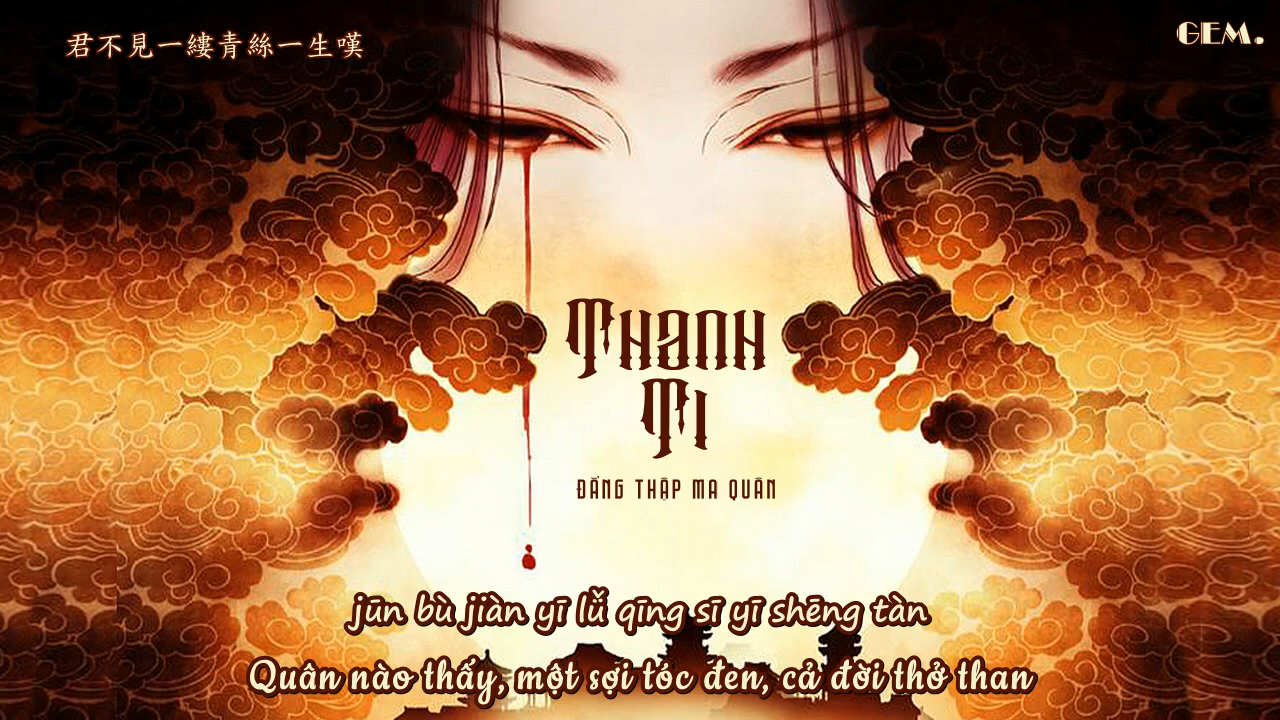 君不見一縷青絲一生嘆
GEM.
THANH
TI
ĐẲNG THẬP MA QUÂN
jūn bù jiàn yī lǚ qīng sī yī shēng tàn
Quân nào thấy, một sợi tóc đen, cả đời thở than